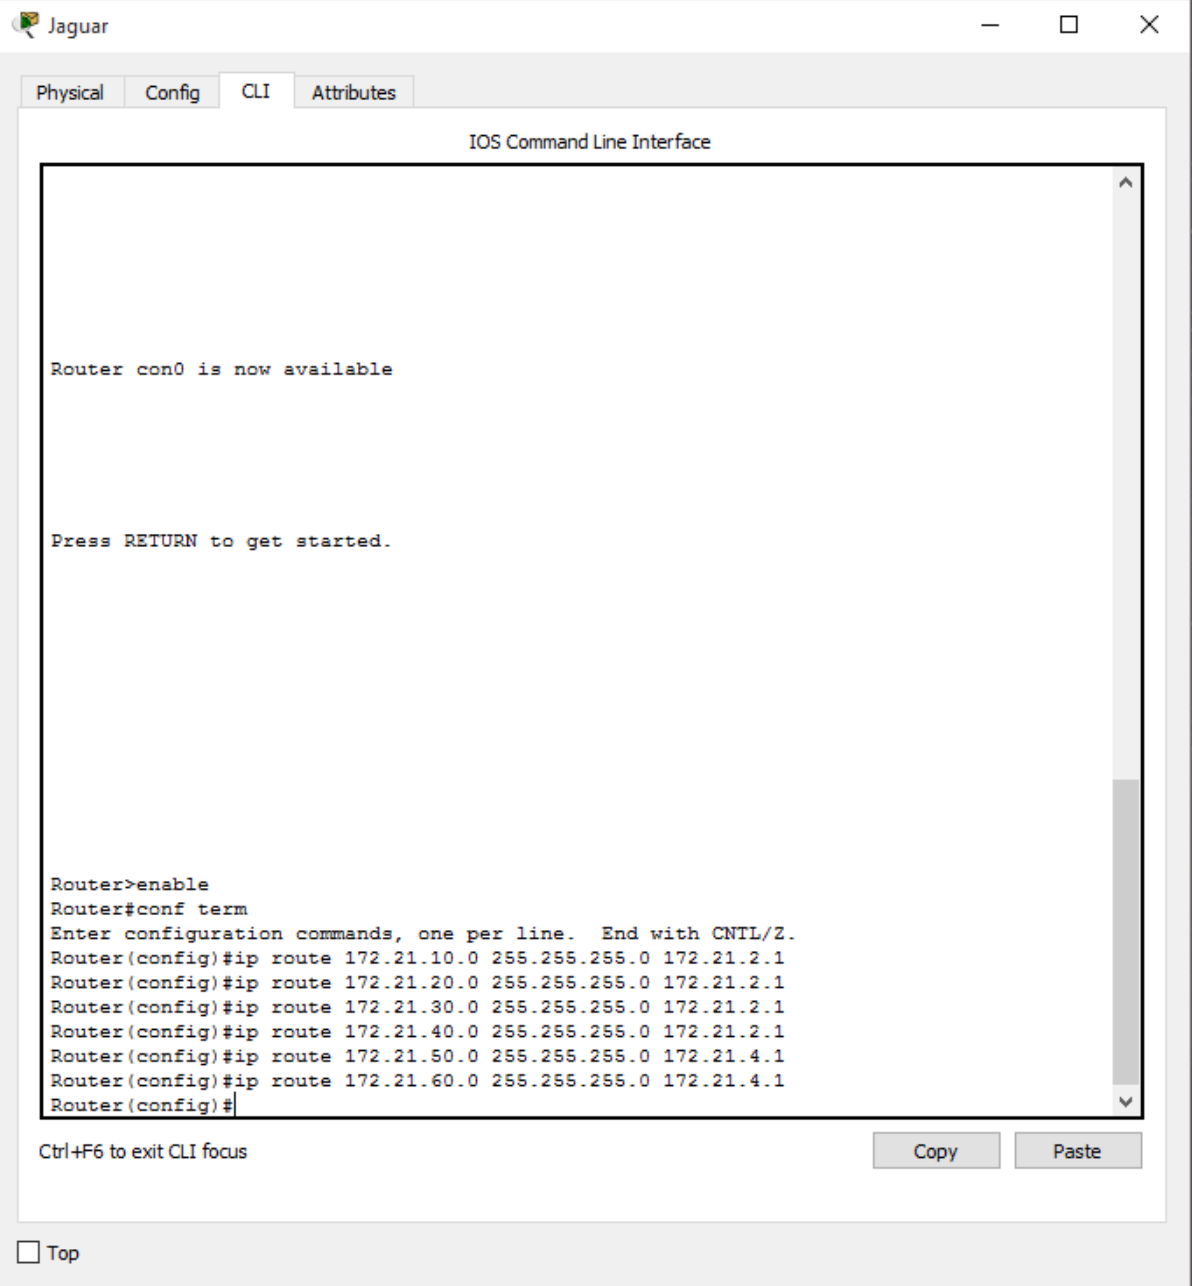 Jaguar
Physical Config CLI Attributes
IOS Command Line Interface
Router con0 is now available
Press RETURN to get started.
Router>enable
Router#conf term
Enter configuration commands, one per line.  End with CNTL/Z.
Router(config)#ip route 172.21.10.0 255.255.255.0 172.21.2.1
Router(config)#ip route 172.21.20.0 255.255.255.0 172.21.2.1
Router(config)#ip route 172.21.30.0 255.255.255.0 172.21.2.1
Router(config)#ip route 172.21.40.0 255.255.255.0 172.21.2.1
Router(config)#ip route 172.21.50.0 255.255.255.0 172.21.4.1
Router(config)#ip route 172.21.60.0 255.255.255.0 172.21.4.1
Router(config)#
Ctrl+F6 to exit CLI focus
Copy Paste
Top